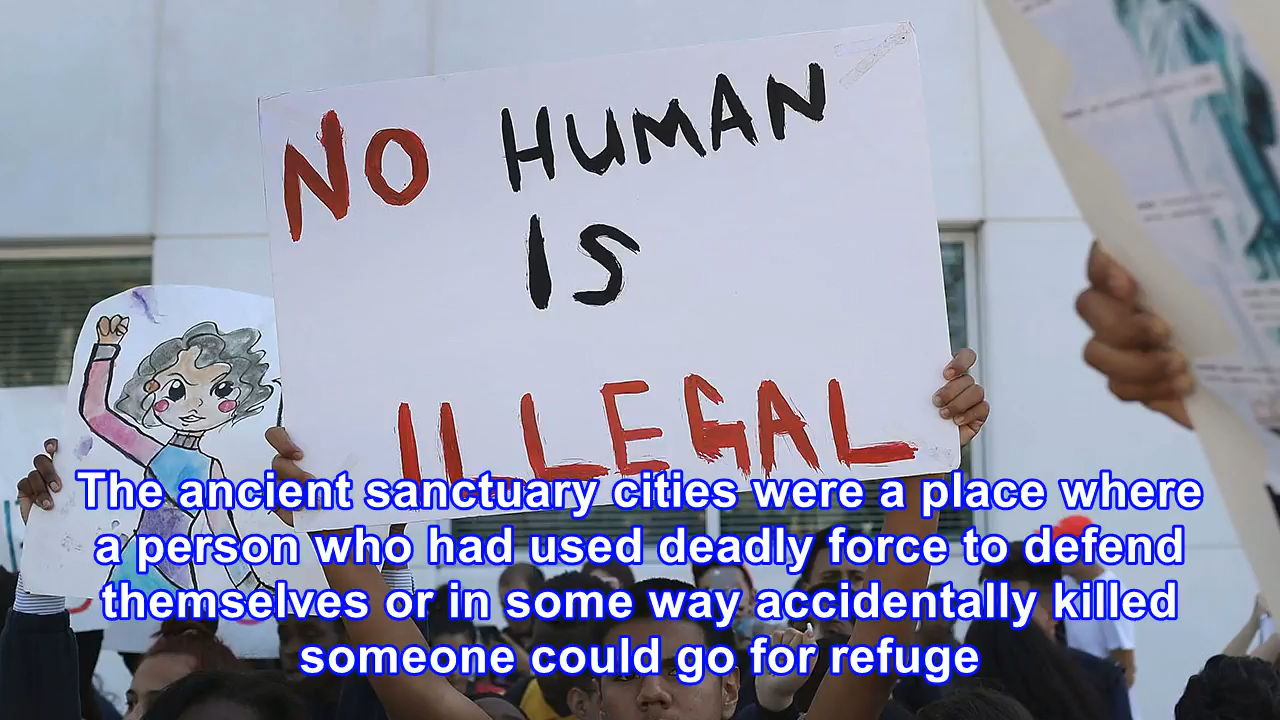 NO HUMAN
IS
ILLEGAL
The ancient sanctuary cities were a place where
a person who had used deadly force to defend
themselves or in some way accidentally killed
someone could go for refuge